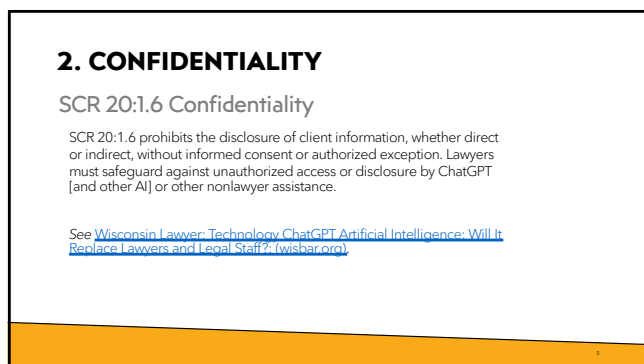 2. CONFIDENTIALITY
SCR 20:1.6 Confidentiality
SCR 20:1.6 prohibits the disclosure of client information, whether direct
or indirect, without informed consent or authorized exception. Lawyers
must safeguard against unauthorized access or disclosure by ChatGPT
[and other AI] or other nonlawyer assistance.
See Wisconsin Lawyer: Technology ChatGPT Artificial Intelligence: Will It
Replace Lawyers and Legal Staff?: (wisbar.org).
5